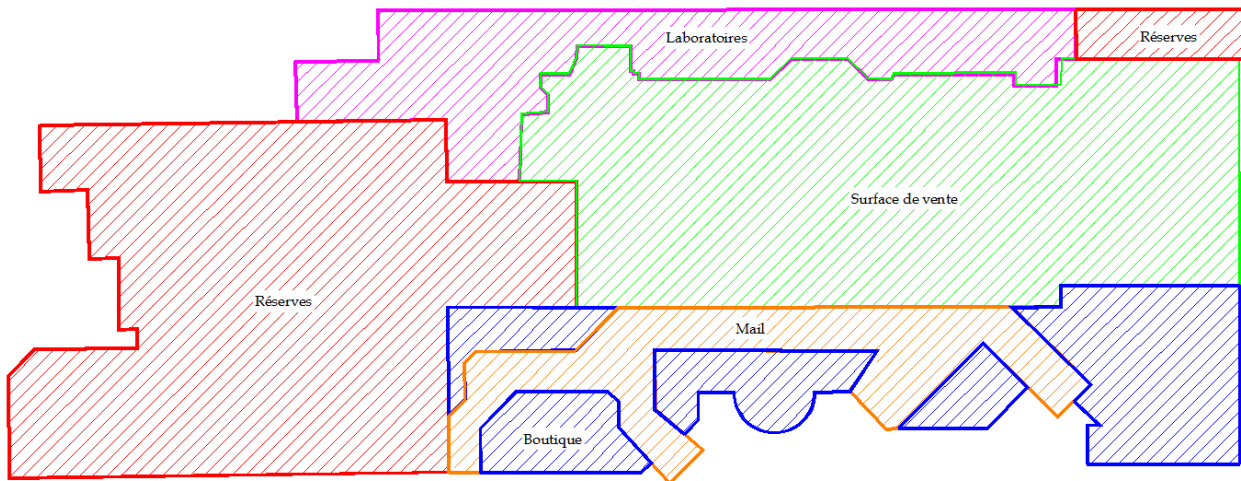 Laboratoires
Réserves
Surface de vente
Réserves
Mail
Boutique